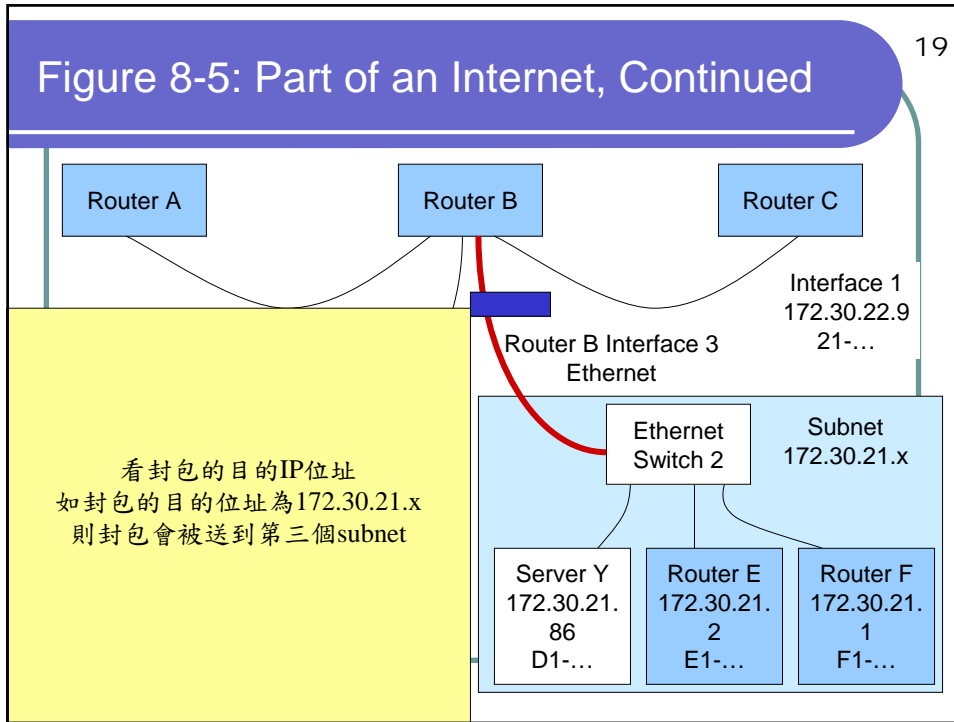 19
Figure 8-5: Part of an Internet, Continued
Router A
Router B
Router C
Interface 1
172.30.22.9
21-…
Router B Interface 3
Ethernet
Ethernet
Switch 2
Subnet
172.30.21.x
看封包的目的IP位址
如封包的目的位址為172.30.21.x
則封包會被送到第三個subnet
Server Y
172.30.21.
86
D1-…
Router E
172.30.21.
2
E1-…
Router F
172.30.21.
1
F1-…